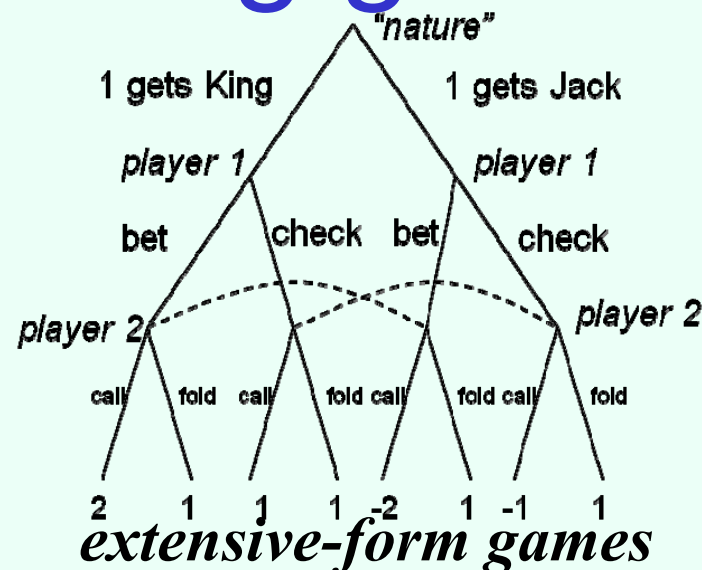 "nature"
1 gets King 1 gets Jack
player 1 player 1
bet check bet check
player 2 player 2
call fold call fold call fold call fold
2 1 1 1 -2 1 -1 1
extensive-form games